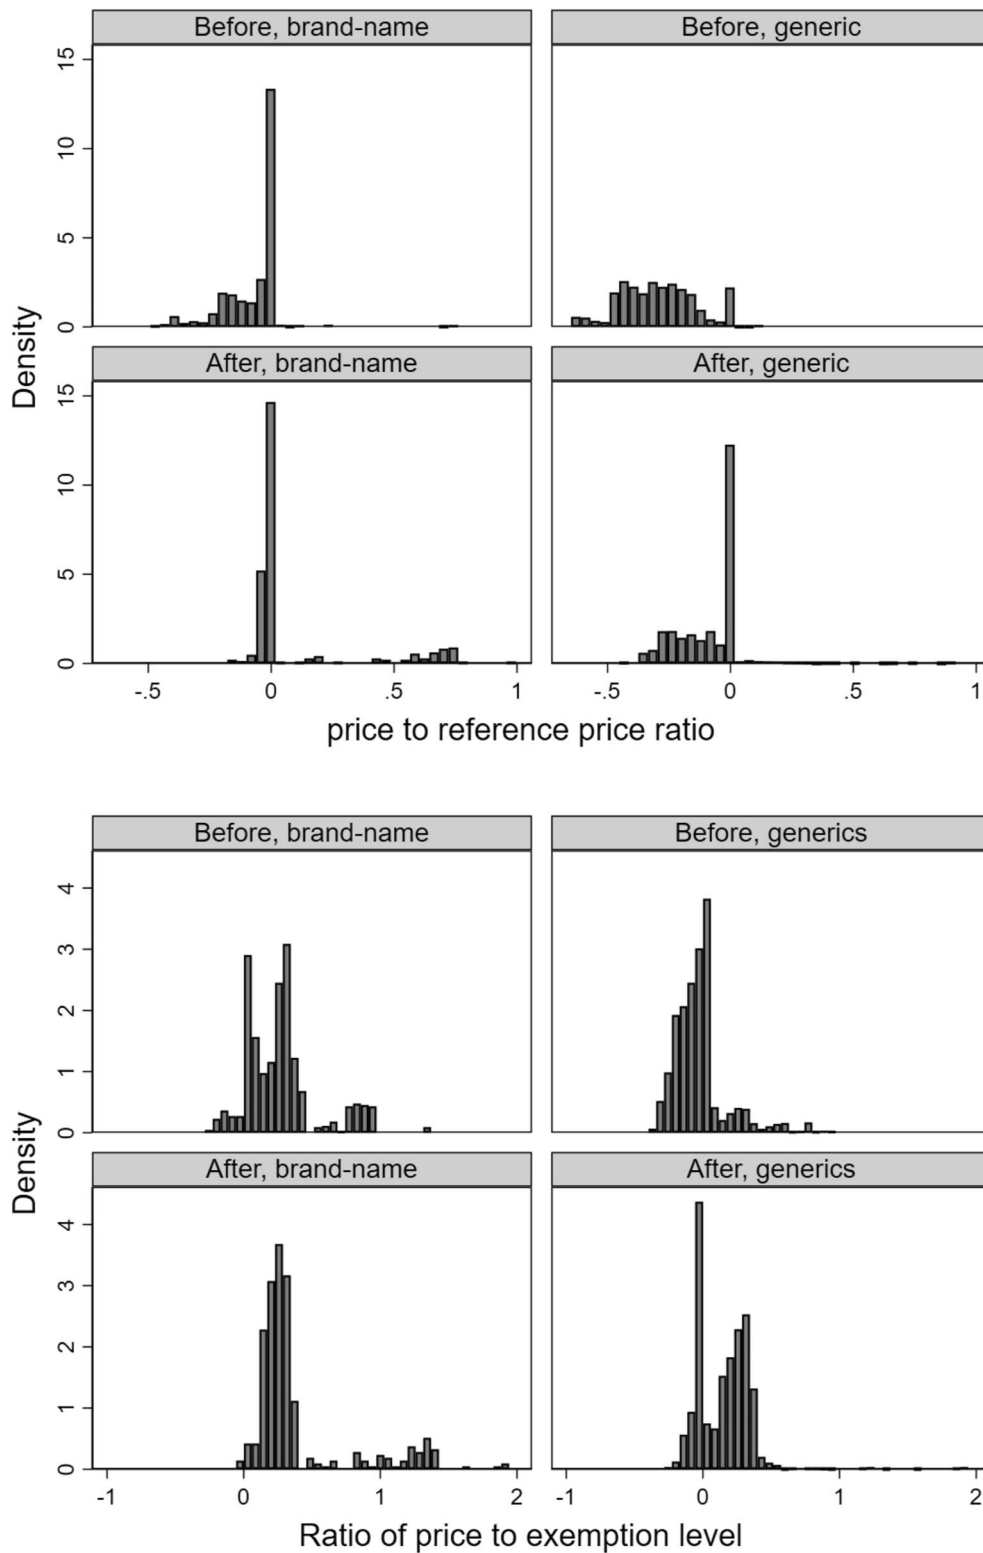 Before, brand-name
Before, generic
15
10
5
0
After, brand-name
After, generic
15
10
5
0
Density
-.5 0 .5 1
-.5 0 .5 1
price to reference price ratio
Before, brand-name
Before, generics
4
3
2
1
0
After, brand-name
After, generics
4
3
2
1
0
Density
-1 0 1 2
-1 0 1 2
Ratio of price to exemption level